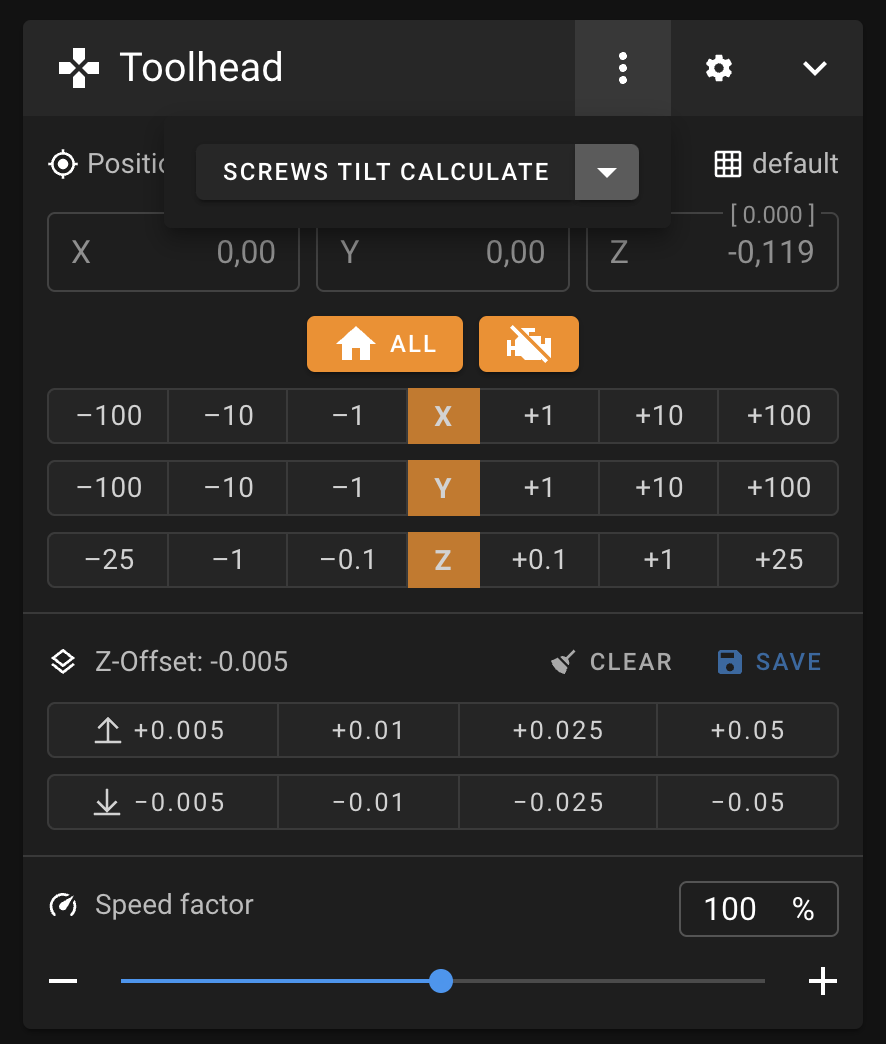 Toolhead
SCREWS TILT CALCULATE
default
[ 0.000 ]
X 0,00 Y 0,00 Z -0,119
ALL
−100 −10 −1 X +1 +10 +100
−100 −10 −1 Y +1 +10 +100
−25 −1 −0.1 Z +0.1 +1 +25
Z-Offset: -0.005 CLEAR SAVE
+0.005 +0.01 +0.025 +0.05
−0.005 −0.01 −0.025 −0.05
Speed factor 100 %